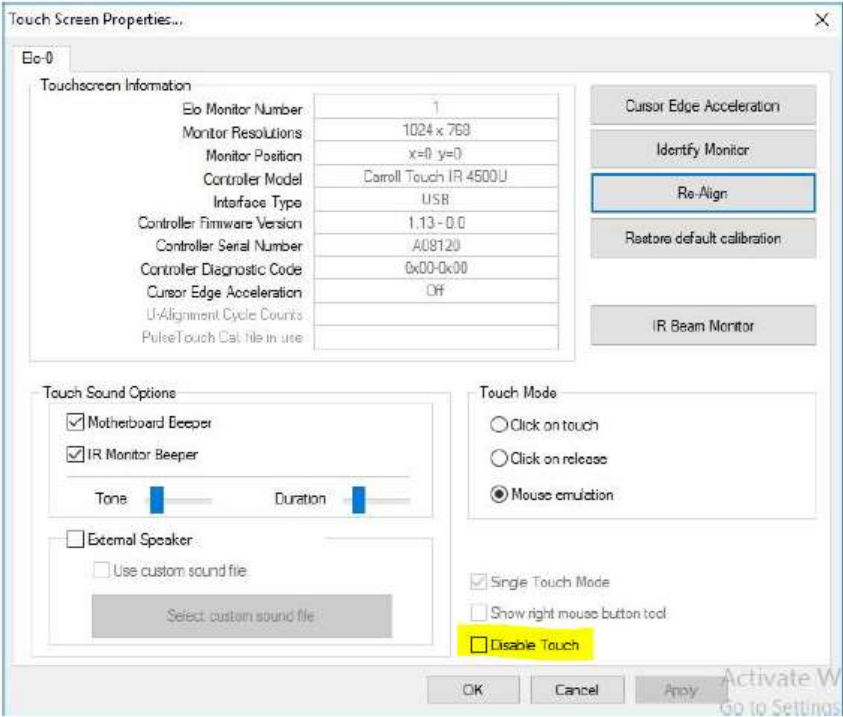 Touch Screen Properties...
Elo-0
Touchscreen Information
Elo Monitor Number 1
Monitor Resolutions 1024 x 768
Monitor Position x=0 y=0
Controller Model Carroll Touch IR 4500U
Interface Type USB
Controller Firmware Version 1.13 - 0.0
Controller Serial Number A08120
Controller Diagnostic Code 0x00-0x00
Cursor Edge Acceleration Off
U-Alignment Cycle Counts
PulseTouch Cal. file in use
Cursor Edge Acceleration
Identify Monitor
Re-Align
Restore default calibration
IR Beam Monitor
Touch Sound Options
Motherboard Beeper
IR Monitor Beeper
Tone Duration
External Speaker
Use custom sound file
Select custom sound file
Touch Mode
Click on touch
Click on release
Mouse emulation
Single Touch Mode
Show right mouse button tool
Disable Touch
OK Cancel Apply
Activate W
Go to Settings